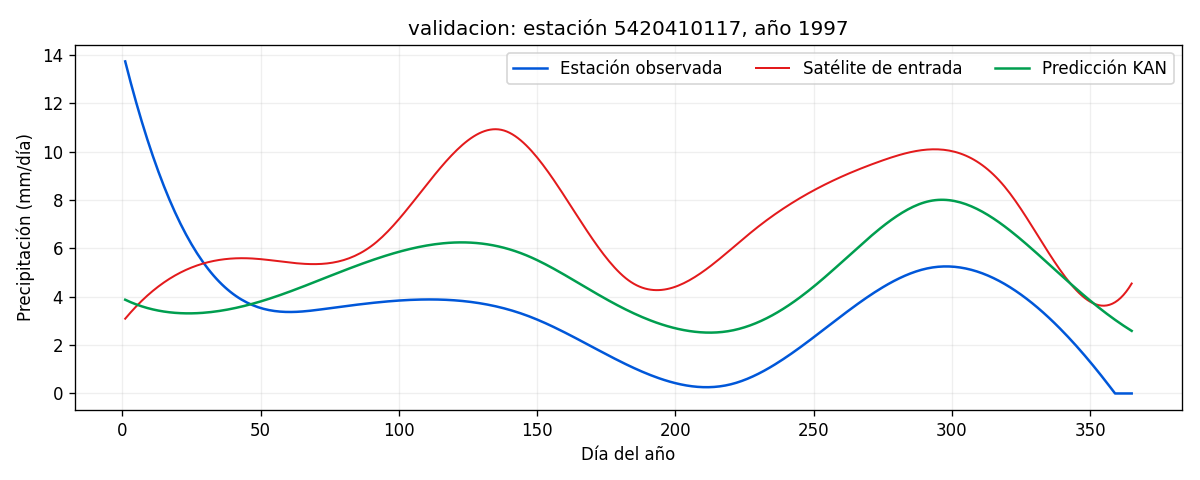 validacion: estación 5420410117, año 1997
Estación observada
Satélite de entrada
Predicción KAN
Precipitación (mm/día)
14
12
10
8
6
4
2
0
0 50 100 150 200 250 300 350
Día del año